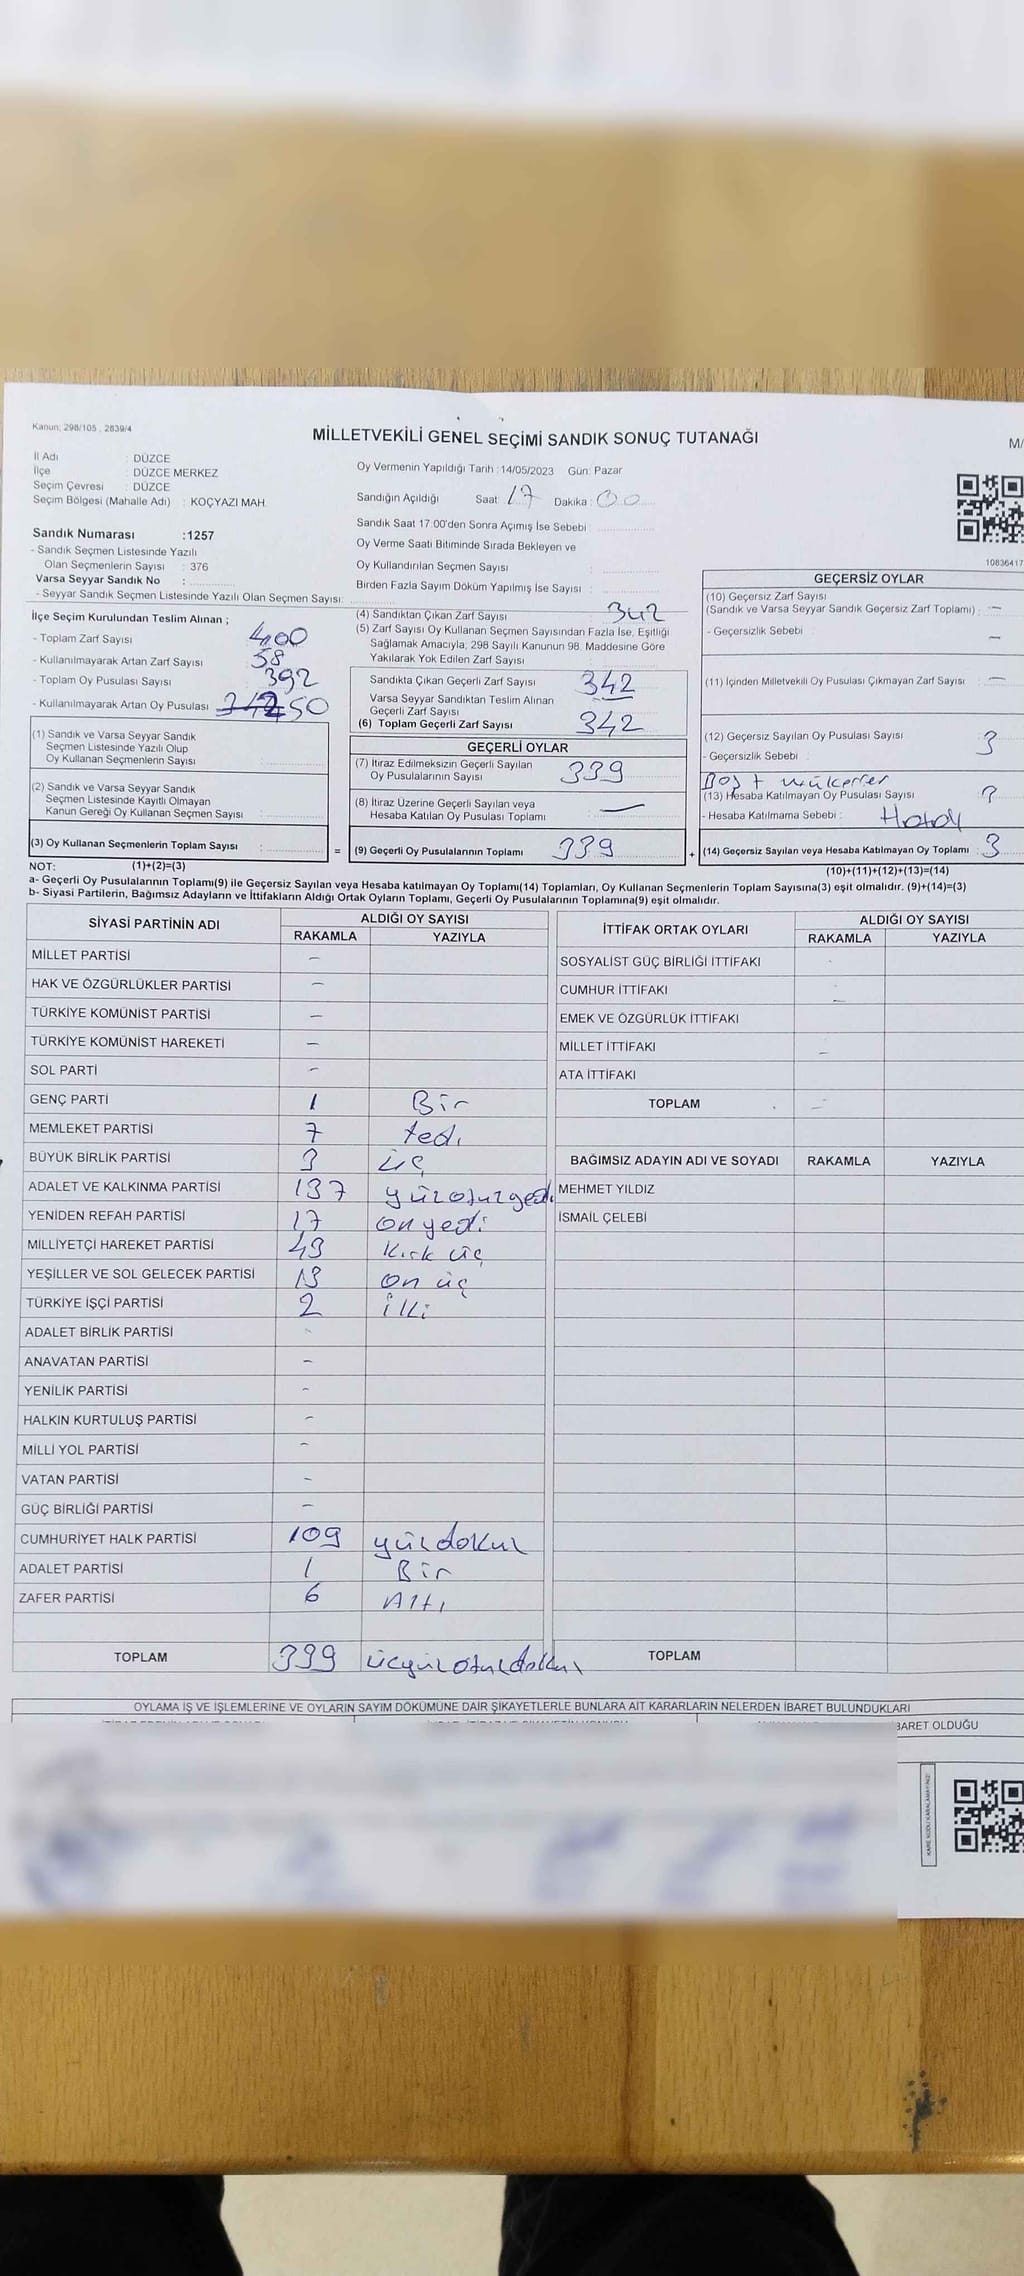 Kanun; 298/105 , 2839/4
MİLLETVEKİLİ GENEL SEÇİMİ SANDIK SONUÇ TUTANAĞI
M/
İl Adı : DÜZCE
İlçe : DÜZCE MERKEZ
Seçim Çevresi : DÜZCE
Seçim Bölgesi (Mahalle Adı) : KOÇYAZI MAH.
Sandık Numarası :1257
- Sandık Seçmen Listesinde Yazılı
Olan Seçmenlerin Sayısı : 376
Varsa Seyyar Sandık No :
- Seyyar Sandık Seçmen Listesinde Yazılı Olan Seçmen Sayısı:
Oy Vermenin Yapıldığı Tarih : 14/05/2023 Gün: Pazar
Sandığın Açıldığı Saat: 17 Dakika : 00
Sandık Saat 17.00'den Sonra Açımış İse Sebebi :
Oy Verme Saati Bitiminde Sırada Bekleyen ve
Oy Kullandırılan Seçmen Sayısı :
Birden Fazla Sayım Döküm Yapılmış İse Sayısı :
10836417
İlçe Seçim Kurulundan Teslim Alınan ;
- Toplam Zarf Sayısı 400
- Kullanılmayarak Artan Zarf Sayısı 58
- Toplam Oy Pusulası Sayısı 392
- Kullanılmayarak Artan Oy Pusulası 50
(1) Sandık ve Varsa Seyyar Sandık
Seçmen Listesinde Yazılı Olup
Oy Kullanan Seçmenlerin Sayısı :
(2) Sandık ve Varsa Seyyar Sandık
Seçmen Listesinde Kayıtlı Olmayan
Kanun Gereği Oy Kullanan Seçmen Sayısı :
(3) Oy Kullanan Seçmenlerin Toplam Sayısı : =
(4) Sandıktan Çıkan Zarf Sayısı : 342
(5) Zarf Sayısı Oy Kullanan Seçmen Sayısından Fazla İse, Eşitliği
Sağlamak Amacıyla, 298 Sayılı Kanunun 98. Maddesine Göre
Yakılarak Yok Edilen Zarf Sayısı :
Sandıkta Çıkan Geçerli Zarf Sayısı : 342
Varsa Seyyar Sandıktan Teslim Alınan
Geçerli Zarf Sayısı :
(6) Toplam Geçerli Zarf Sayısı : 342
GEÇERLİ OYLAR
(7) İtiraz Edilmeksizin Geçerli Sayılan
Oy Pusulalarının Sayısı : 339
(8) İtiraz Üzerine Geçerli Sayılan veya
Hesaba Katılan Oy Pusulası Toplamı : —
(9) Geçerli Oy Pusulalarının Toplamı : 339 +
GEÇERSİZ OYLAR
(10) Geçersiz Zarf Sayısı
(Sandık ve Varsa Seyyar Sandık Geçersiz Zarf Toplamı) : —
- Geçersizlik Sebebi : —
(11) İçinden Milletvekili Oy Pusulası Çıkmayan Zarf Sayısı : —
(12) Geçersiz Sayılan Oy Pusulası Sayısı : 3
- Geçersizlik Sebebi :
Boş + mükerrer
(13) Hesaba Katılmayan Oy Pusulası Sayısı :
- Hesaba Katılmama Sebebi :
(14) Geçersiz Sayılan veya Hesaba Katılmayan Oy Toplamı : 3
NOT: (1)+(2)=(3) (10)+(11)+(12)+(13)=(14)
a- Geçerli Oy Pusulalarının Toplamı(9) ile Geçersiz Sayılan veya Hesaba katılmayan Oy Toplamı(14) Toplamları, Oy Kullanan Seçmenlerin Toplam Sayısına(3) eşit olmalıdır. (9)+(14)=(3)
b- Siyasi Partilerin, Bağımsız Adayların ve İttifakların Aldığı Ortak Oyların Toplamı, Geçerli Oy Pusulalarının Toplamına(9) eşit olmalıdır.
SİYASİ PARTİNİN ADI ALDIĞI OY SAYISI
RAKAMLA YAZIYLA
MİLLET PARTİSİ —
HAK VE ÖZGÜRLÜKLER PARTİSİ —
TÜRKİYE KOMÜNİST PARTİSİ —
TÜRKİYE KOMÜNİST HAREKETİ —
SOL PARTİ —
GENÇ PARTİ 1 Bir
MEMLEKET PARTİSİ 7 Yedi
BÜYÜK BİRLİK PARTİSİ 3 üç
ADALET VE KALKINMA PARTİSİ 137 yüzotuzyedi
YENİDEN REFAH PARTİSİ 17 on yedi
MİLLİYETÇİ HAREKET PARTİSİ 43 Kırk üç
YEŞİLLER VE SOL GELECEK PARTİSİ 13 on üç
TÜRKİYE İŞÇİ PARTİSİ 2 iki
ADALET BİRLİK PARTİSİ -
ANAVATAN PARTİSİ —
YENİLİK PARTİSİ -
HALKIN KURTULUŞ PARTİSİ —
MİLLİ YOL PARTİSİ —
VATAN PARTİSİ —
GÜÇ BİRLİĞİ PARTİSİ —
CUMHURİYET HALK PARTİSİ 109 yüzdokuz
ADALET PARTİSİ 1 Bir
ZAFER PARTİSİ 6 Altı
TOPLAM 339 üçyüzotuzdokuz
İTTİFAK ORTAK OYLARI ALDIĞI OY SAYISI
RAKAMLA YAZIYLA
SOSYALİST GÜÇ BİRLİĞİ İTTİFAKI -
CUMHUR İTTİFAKI —
EMEK VE ÖZGÜRLÜK İTTİFAKI
MİLLET İTTİFAKI —
ATA İTTİFAKI
TOPLAM —
BAĞIMSIZ ADAYIN ADI VE SOYADI RAKAMLA YAZIYLA
MEHMET YILDIZ
İSMAİL ÇELEBİ
TOPLAM
OYLAMA İŞ VE İŞLEMLERİNE VE OYLARIN SAYIM DÖKÜMÜNE DAİR ŞİKAYETLERLE BUNLARA AİT KARARLARIN NELERDEN İBARET BULUNDUKLARI
BARET OLDUĞU
KARE KODU KARALAMAYINIZ!